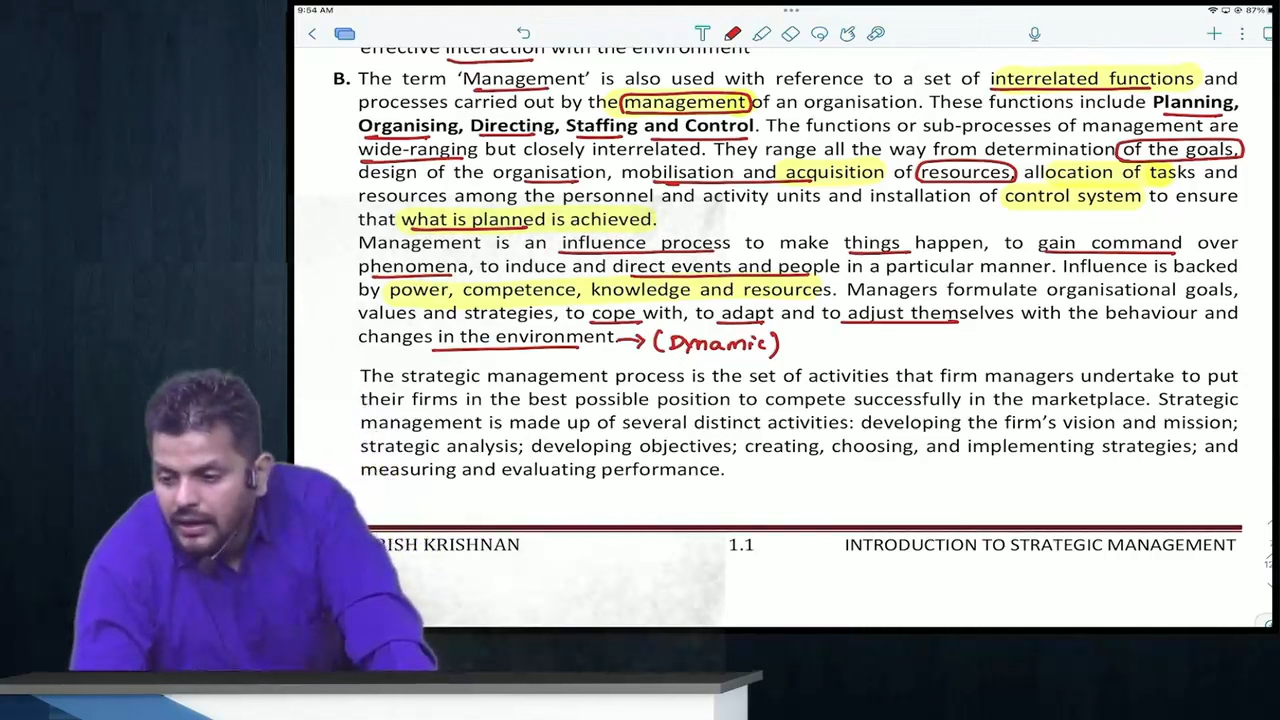 9:54 AM
87%
effective interaction with the environment
B. The term ‘Management’ is also used with reference to a set of interrelated functions and
processes carried out by the management of an organisation. These functions include Planning,
Organising, Directing, Staffing and Control. The functions or sub-processes of management are
wide-ranging but closely interrelated. They range all the way from determination of the goals,
design of the organisation, mobilisation and acquisition of resources, allocation of tasks and
resources among the personnel and activity units and installation of control system to ensure
that what is planned is achieved.
Management is an influence process to make things happen, to gain command over
phenomena, to induce and direct events and people in a particular manner. Influence is backed
by power, competence, knowledge and resources. Managers formulate organisational goals,
values and strategies, to cope with, to adapt and to adjust themselves with the behaviour and
changes in the environment. → (Dynamic)
The strategic management process is the set of activities that firm managers undertake to put
their firms in the best possible position to compete successfully in the marketplace. Strategic
management is made up of several distinct activities: developing the firm’s vision and mission;
strategic analysis; developing objectives; creating, choosing, and implementing strategies; and
measuring and evaluating performance.
RISH KRISHNAN 1.1 INTRODUCTION TO STRATEGIC MANAGEMENT